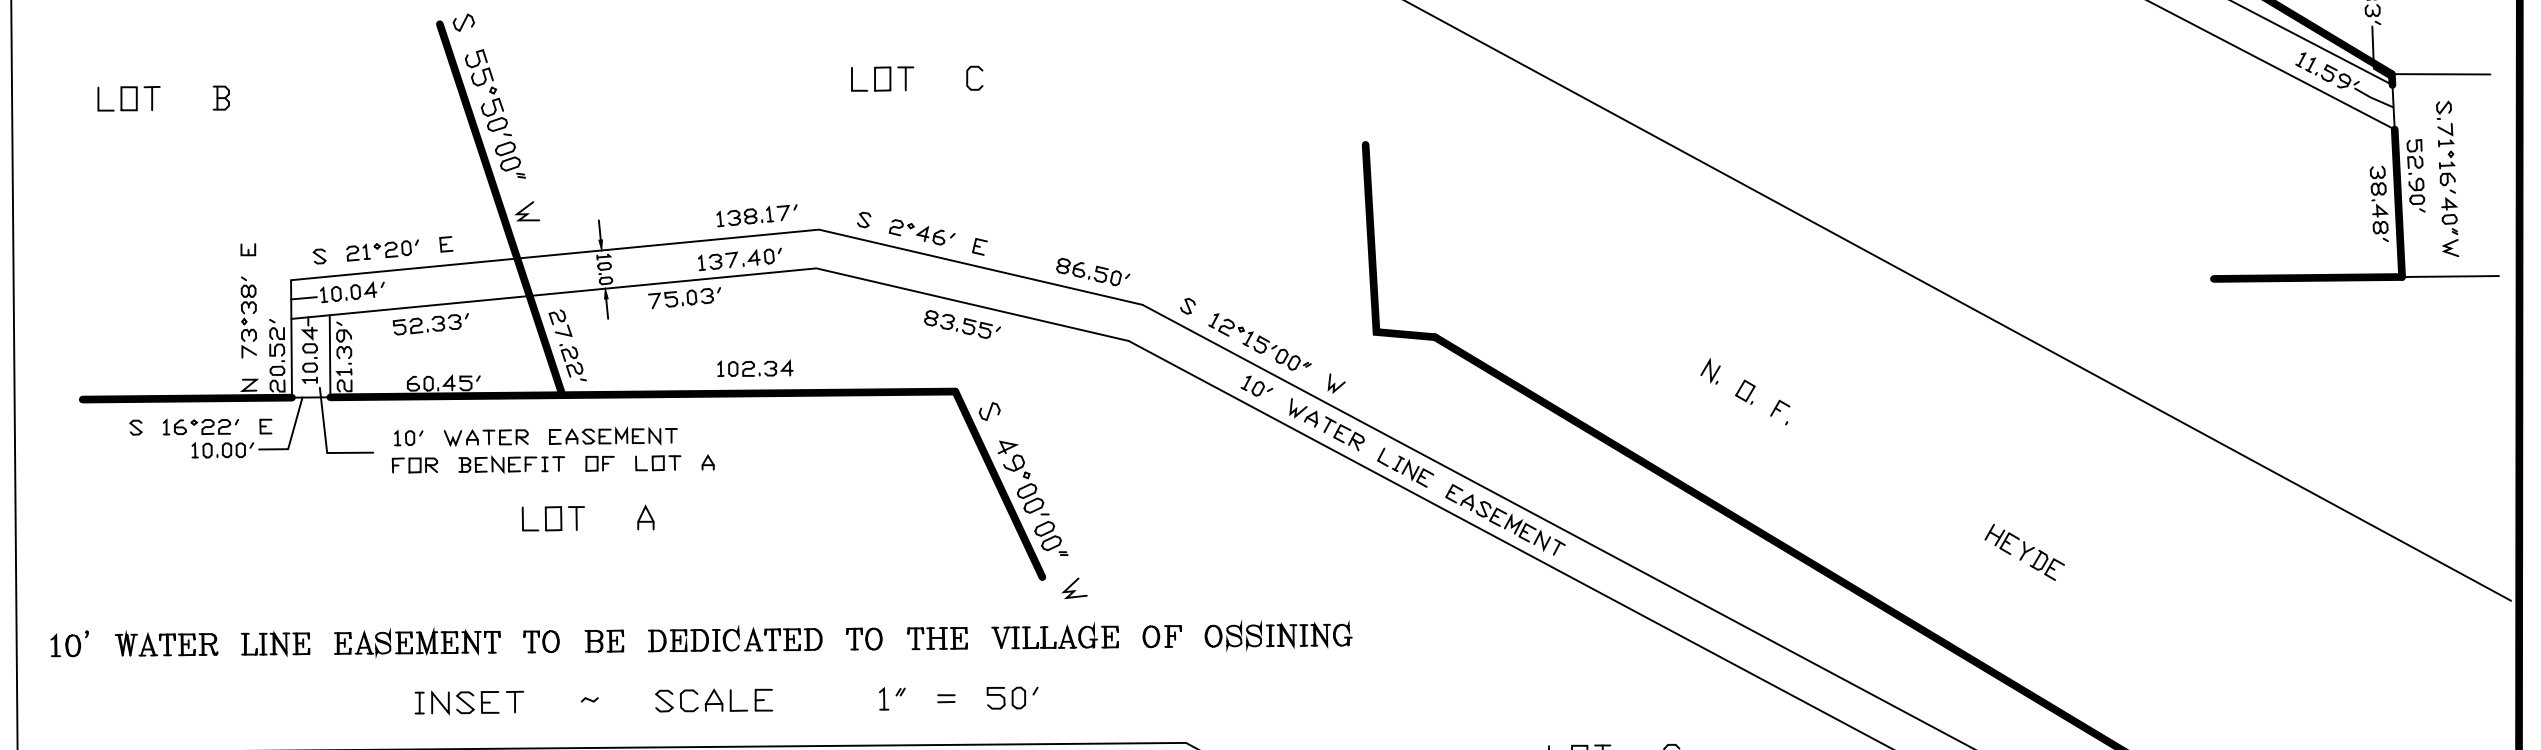 LOT B
LOT C
S 55°50'00" W
3'
11.59'
S.71°16'40"W
52.90'
38.48'
N 73°38' E
20.52'
S 21°20' E
138.17'
137.40'
10.0
S 2°46' E
86.50'
10.04'
10.04
21.39'
52.33'
75.03'
27.22'
83.55'
60.45'
102.34
S 12°15'00" W
10' WATER LINE EASEMENT
N. O. F.
HEYDE
S 16°22' E
10.00'
10' WATER EASEMENT
FOR BENEFIT OF LOT A
S 49°00'00" W
LOT A
10' WATER LINE EASEMENT TO BE DEDICATED TO THE VILLAGE OF OSSINING
INSET ~ SCALE 1" = 50'
LOT